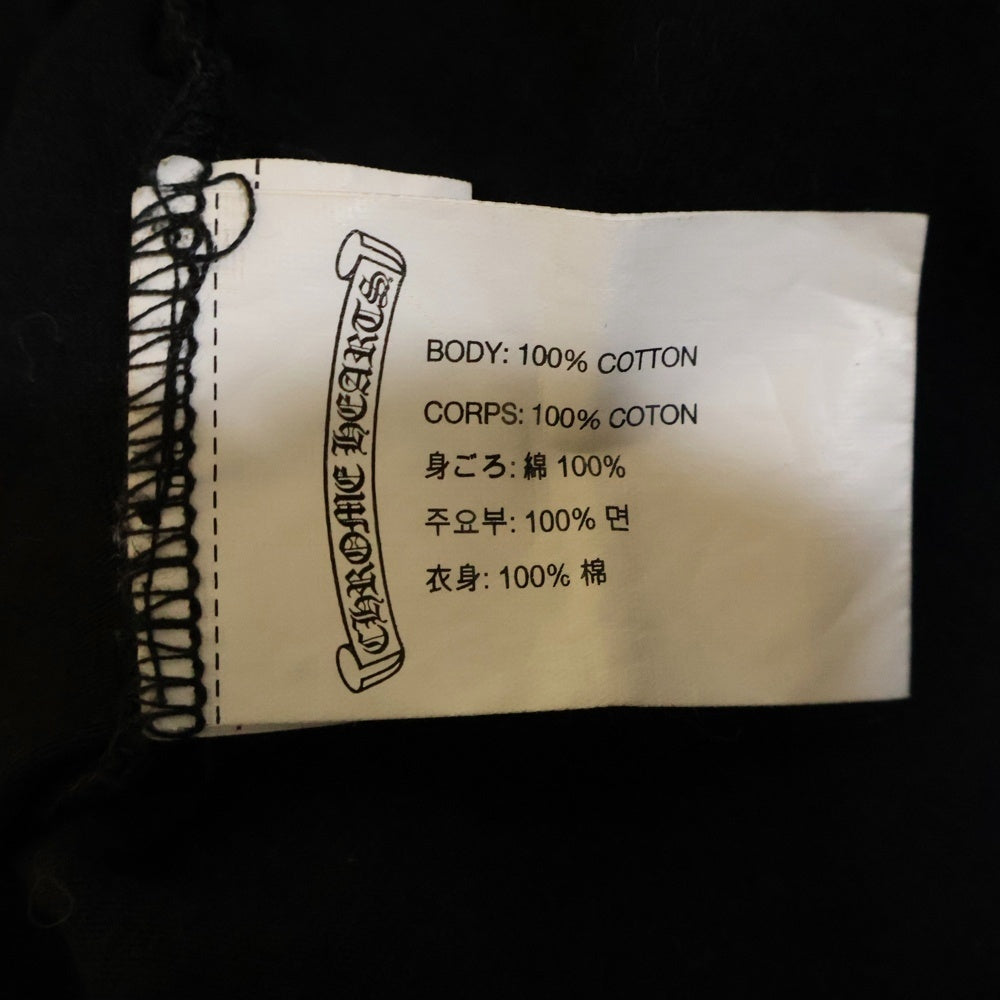 CHROME HEARTS
BODY: 100% COTTON
CORPS: 100% COTON
身ごろ: 綿 100%
주요부: 100% 면
衣身: 100% 棉